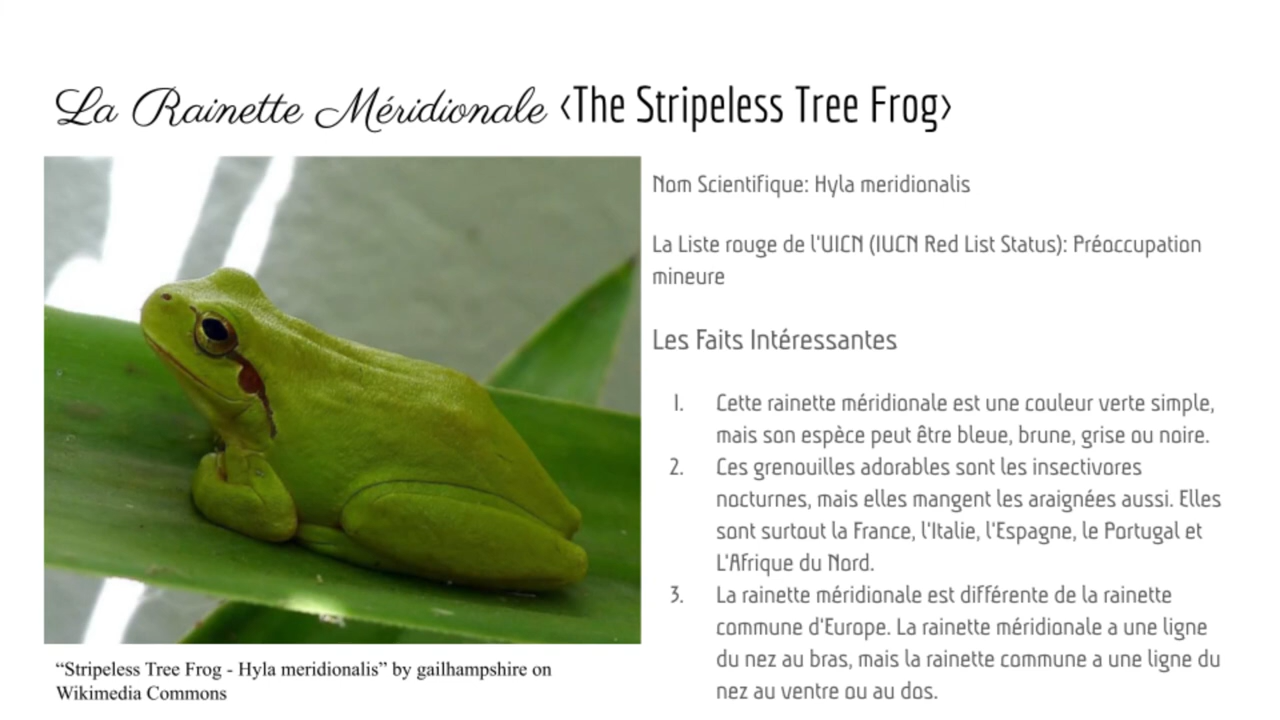 La Rainette Méridionale <The Stripeless Tree Frog>
Nom Scientifique: Hyla meridionalis
La Liste rouge de l'UICN (IUCN Red List Status): Préoccupation
mineure
Les Faits Intéressantes
1. Cette rainette méridionale est une couleur verte simple,
mais son espèce peut être bleue, brune, grise ou noire.
2. Ces grenouilles adorables sont les insectivores
nocturnes, mais elles mangent les araignées aussi. Elles
sont surtout la France, l'Italie, l'Espagne, le Portugal et
L'Afrique du Nord.
3. La rainette méridionale est différente de la rainette
commune d'Europe. La rainette méridionale a une ligne
du nez au bras, mais la rainette commune a une ligne du
nez au ventre ou au dos.
“Stripeless Tree Frog - Hyla meridionalis” by gailhampshire on
Wikimedia Commons